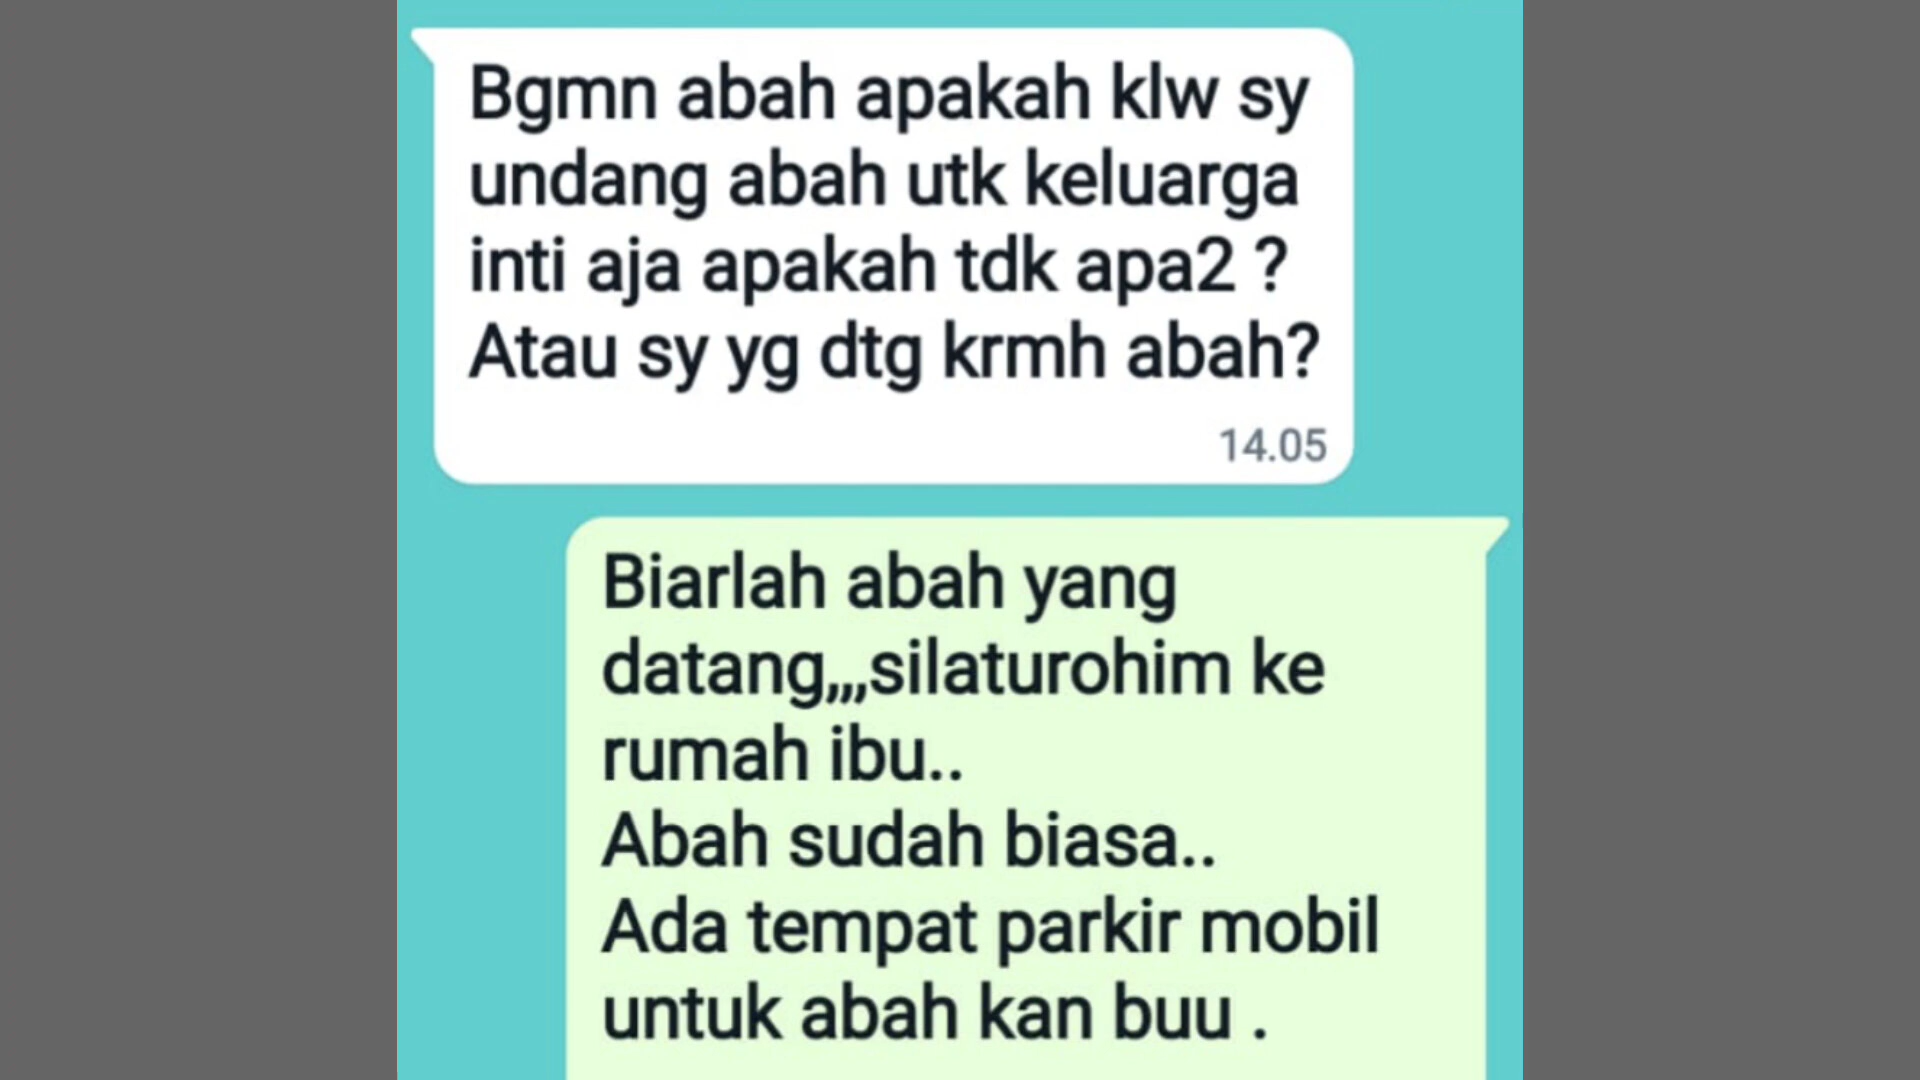 Bgmn abah apakah klw sy
undang abah utk keluarga
inti aja apakah tdk apa2 ?
Atau sy yg dtg krmh abah?
14.05
Biarlah abah yang
datang,,,silaturohim ke
rumah ibu..
Abah sudah biasa..
Ada tempat parkir mobil
untuk abah kan buu .